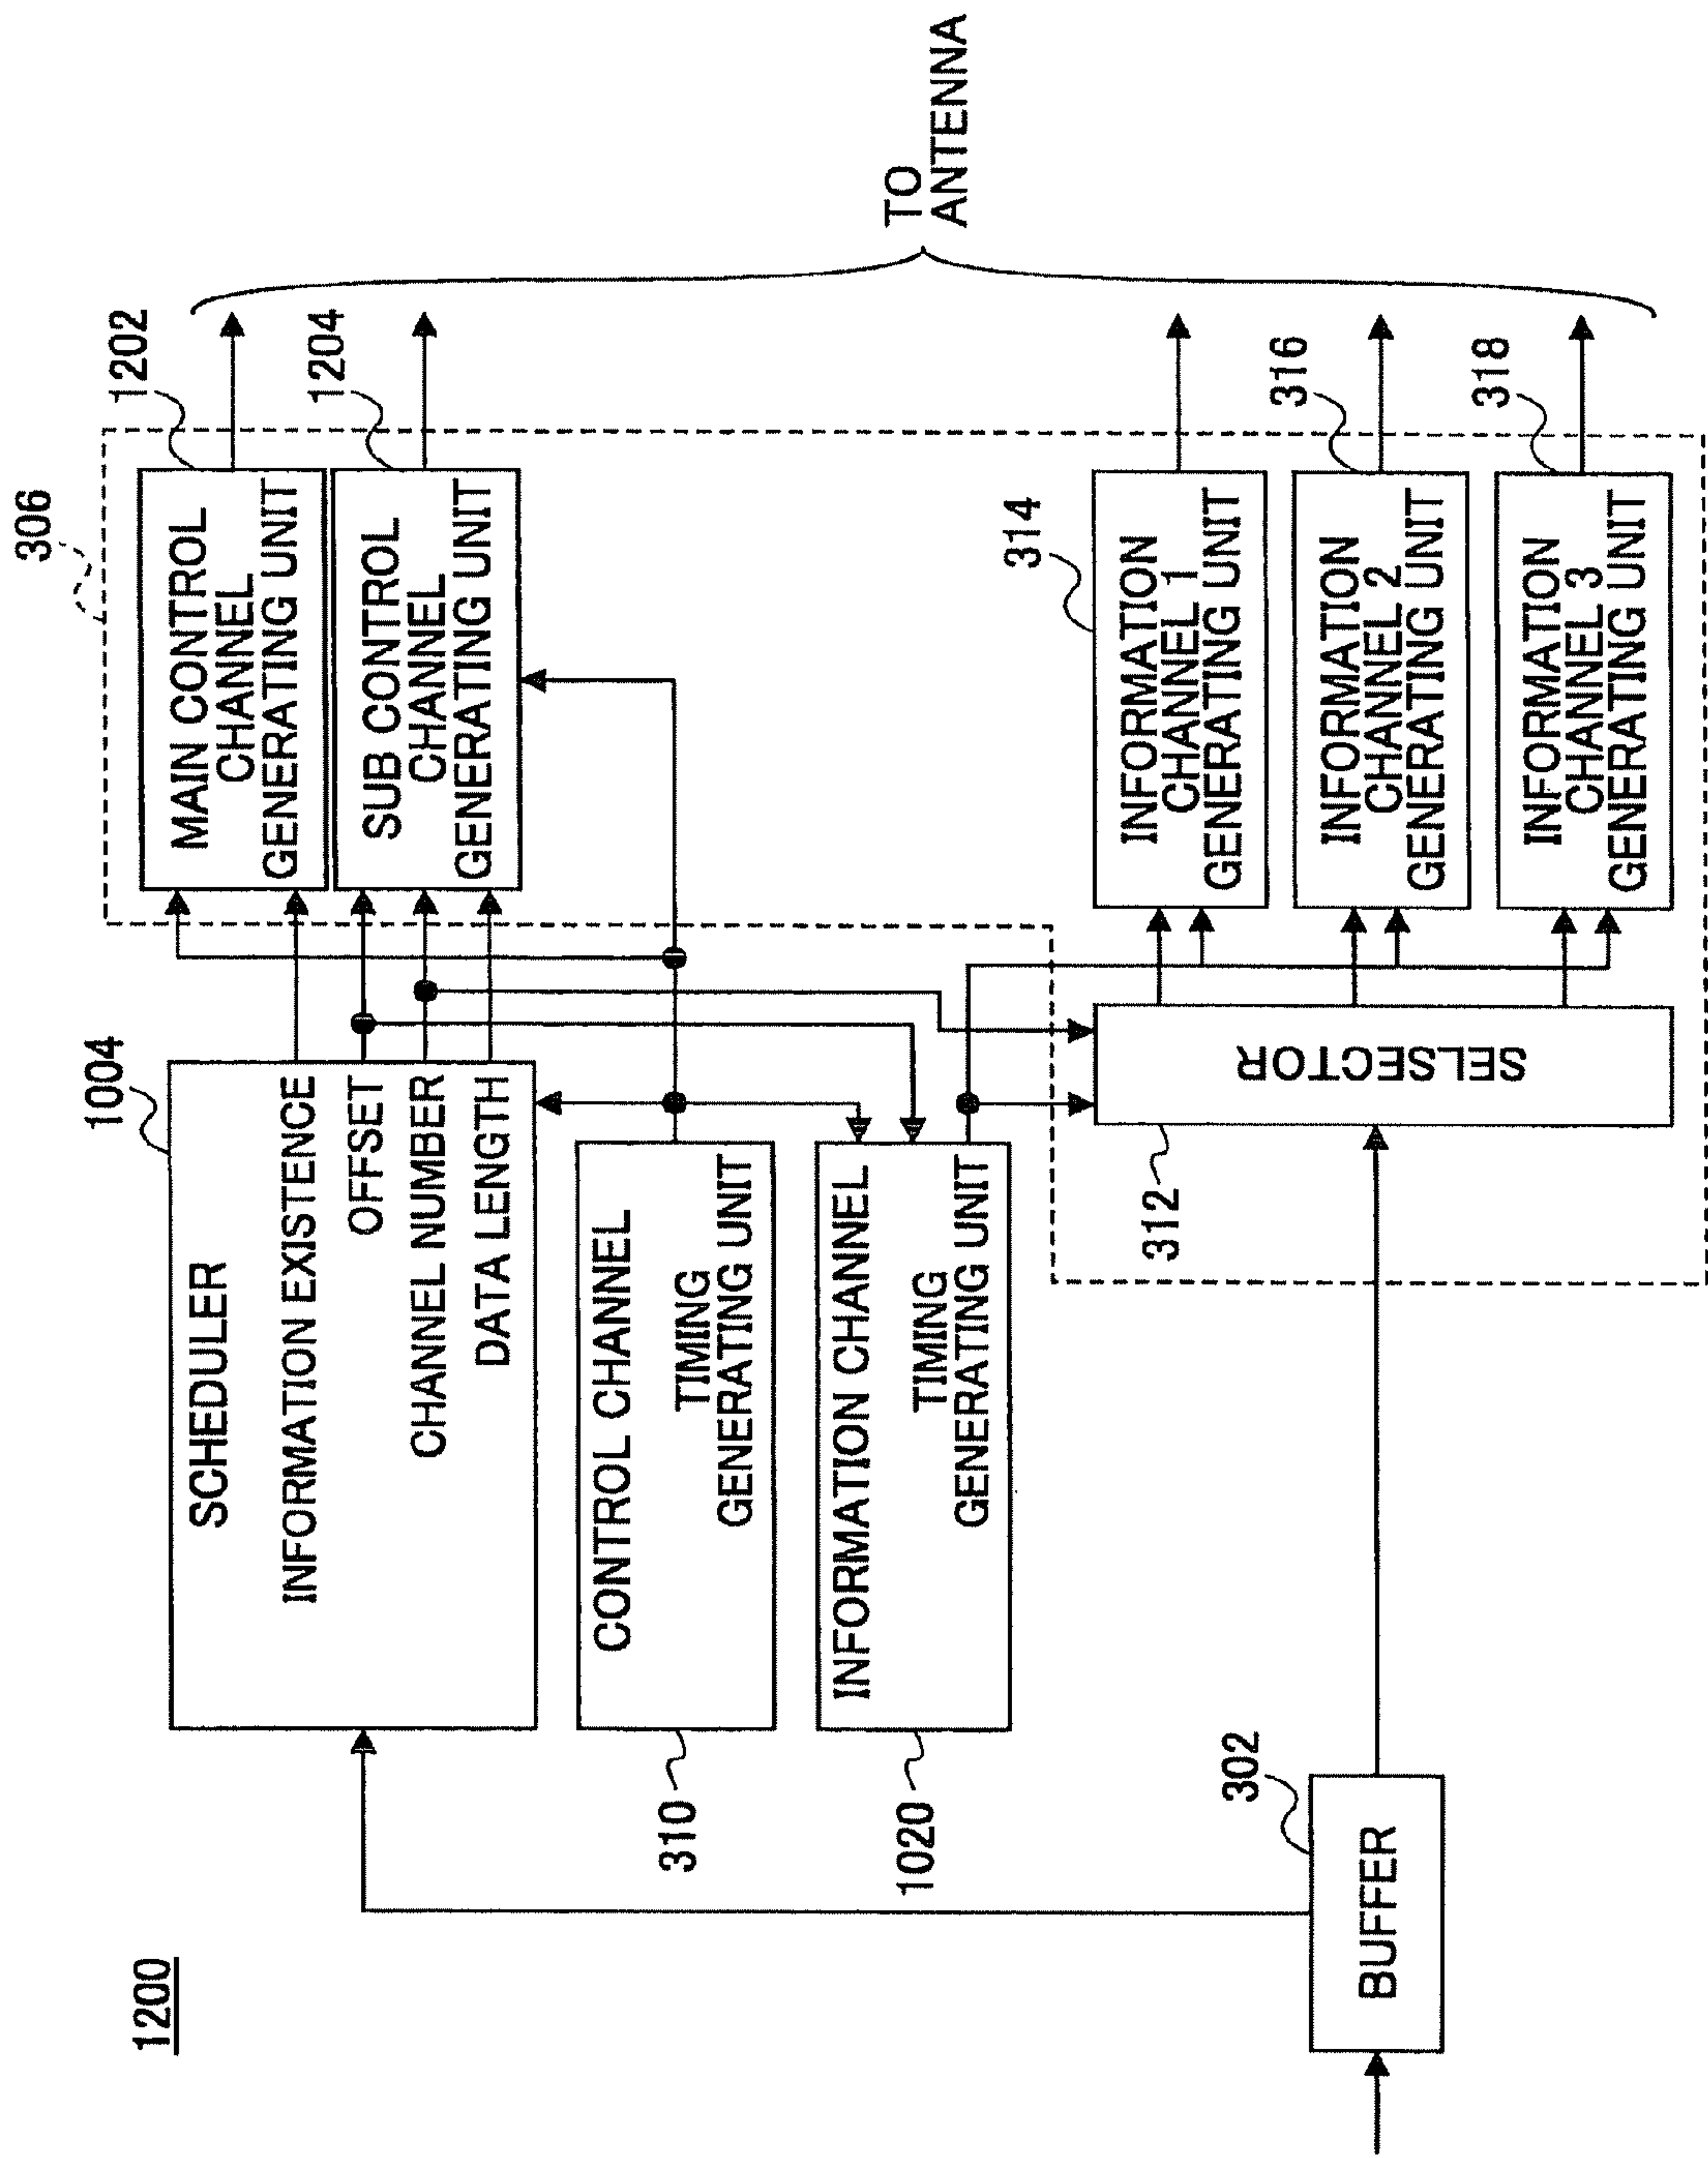 1200
306
1004
SCHEDULER
INFORMATION EXISTENCE
OFFSET
CHANNEL NUMBER
DATA LENGTH
1202
MAIN CONTROL
CHANNEL
GENERATING UNIT
1204
SUB CONTROL
CHANNEL
GENERATING UNIT
310
CONTROL CHANNEL
TIMING
GENERATING UNIT
1020
INFORMATION CHANNEL
TIMING
GENERATING UNIT
TO
ANTENNA
302
BUFFER
312
SELSECTOR
314
INFORMATION
CHANNEL 1
GENERATING UNIT
316
INFORMATION
CHANNEL 2
GENERATING UNIT
318
INFORMATION
CHANNEL 3
GENERATING UNIT